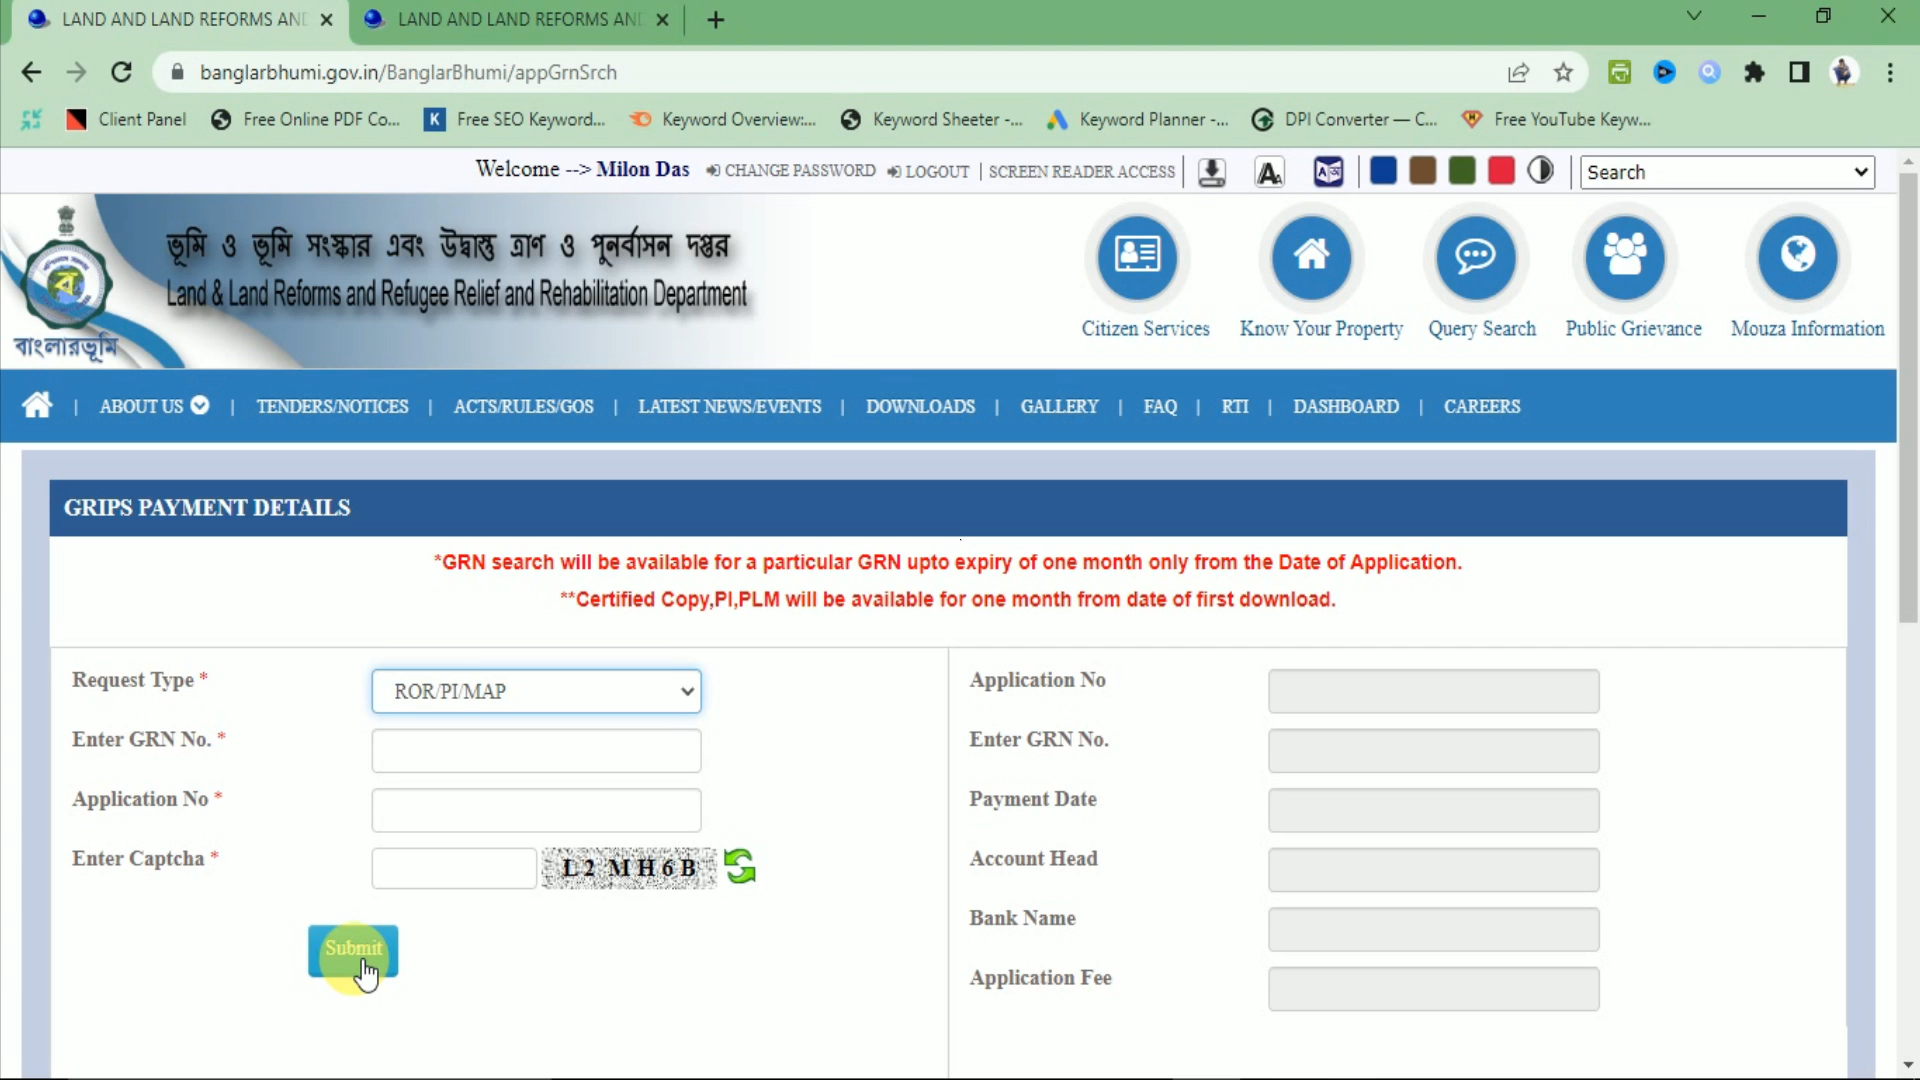 LAND AND LAND REFORMS AN
LAND AND LAND REFORMS AN
banglarbhumi.gov.in/BanglarBhumi/appGrnSrch
Client Panel
Free Online PDF Co...
Free SEO Keyword...
Keyword Overview:...
Keyword Sheeter -...
Keyword Planner -...
DPI Converter — C...
Free YouTube Keyw...
Welcome --> Milon Das CHANGE PASSWORD LOGOUT | SCREEN READER ACCESS
Search
ভূমি ও ভূমি সংস্কার এবং উদ্বাস্তু ত্রাণ ও পুনর্বাসন দপ্তর
Land & Land Reforms and Refugee Relief and Rehabilitation Department
বাংলারভূমি
Citizen Services
Know Your Property
Query Search
Public Grievance
Mouza Information
| ABOUT US | TENDERS/NOTICES | ACTS/RULES/GOS | LATEST NEWS/EVENTS | DOWNLOADS | GALLERY | FAQ | RTI | DASHBOARD | CAREERS
GRIPS PAYMENT DETAILS
*GRN search will be available for a particular GRN upto expiry of one month only from the Date of Application.
**Certified Copy,PI,PLM will be available for one month from date of first download.
Request Type *
ROR/PI/MAP
Enter GRN No. *
Application No *
Enter Captcha *
L2 MH6B
Submit
Application No
Enter GRN No.
Payment Date
Account Head
Bank Name
Application Fee